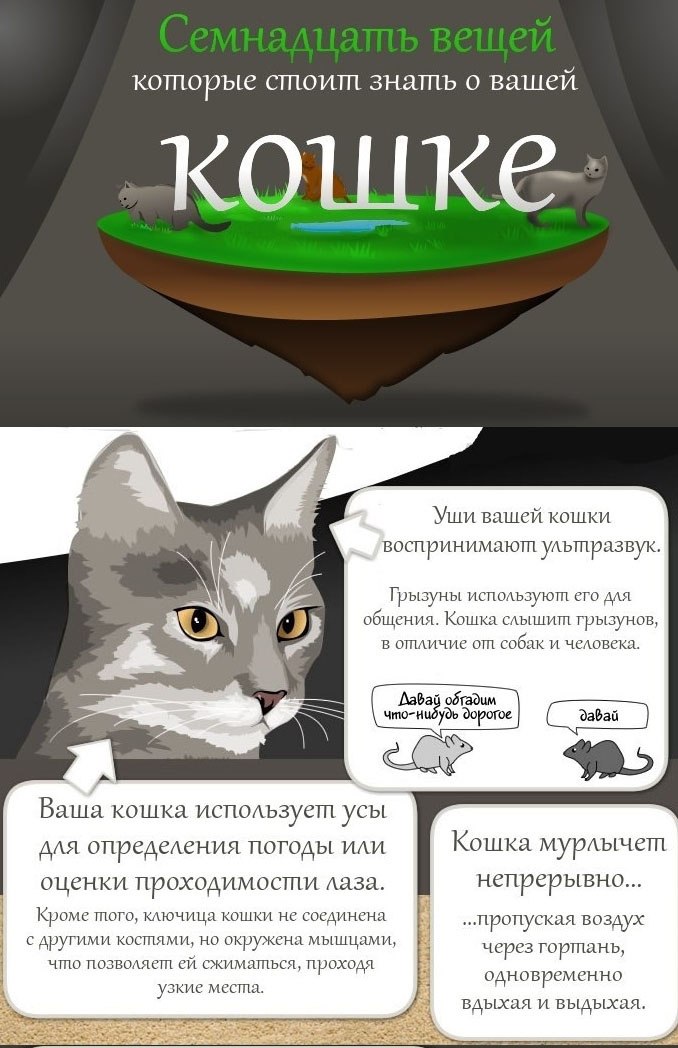 Семнадцать вещей
которые стоит знать о вашей
кошке
Уши вашей кошки
воспринимают ультразвук.
Грызуны используют его для
общения. Кошка слышит грызунов,
в отличие от собак и человека.
Давай обгадим
что-нибудь дорогое
давай
Ваша кошка использует усы
для определения погоды или
оценки проходимости лаза.
Кроме того, ключица кошки не соединена
с другими костями, но окружена мышцами,
что позволяет ей сжиматься, проходя
узкие места.
Кошка мурлычет
непрерывно...
...пропуская воздух
через гортань,
одновременно
вдыхая и выдыхая.